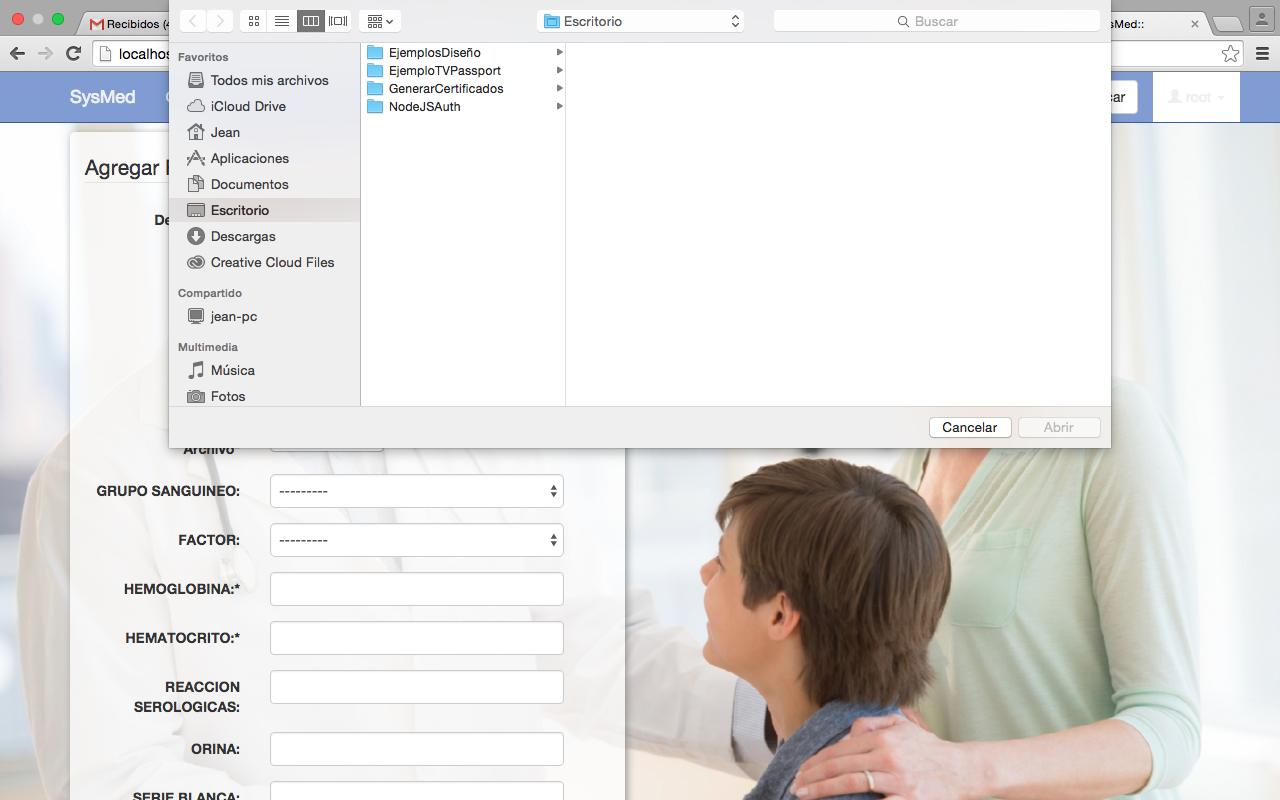 Recibidos (4
sMed::
localhos
Escritorio
Buscar
Favoritos
Todos mis archivos
iCloud Drive
Jean
Aplicaciones
Documentos
Escritorio
Descargas
Creative Cloud Files
Compartido
jean-pc
Multimedia
Música
Fotos
EjemplosDiseño
EjemploTVPassport
GenerarCertificados
NodeJSAuth
Cancelar
Abrir
SysMed
car
root
Agregar
De
Archivo*
GRUPO SANGUINEO:
---------
FACTOR:
---------
HEMOGLOBINA:*
HEMATOCRITO:*
REACCION
SEROLOGICAS:
ORINA:
SERIE BLANCA: